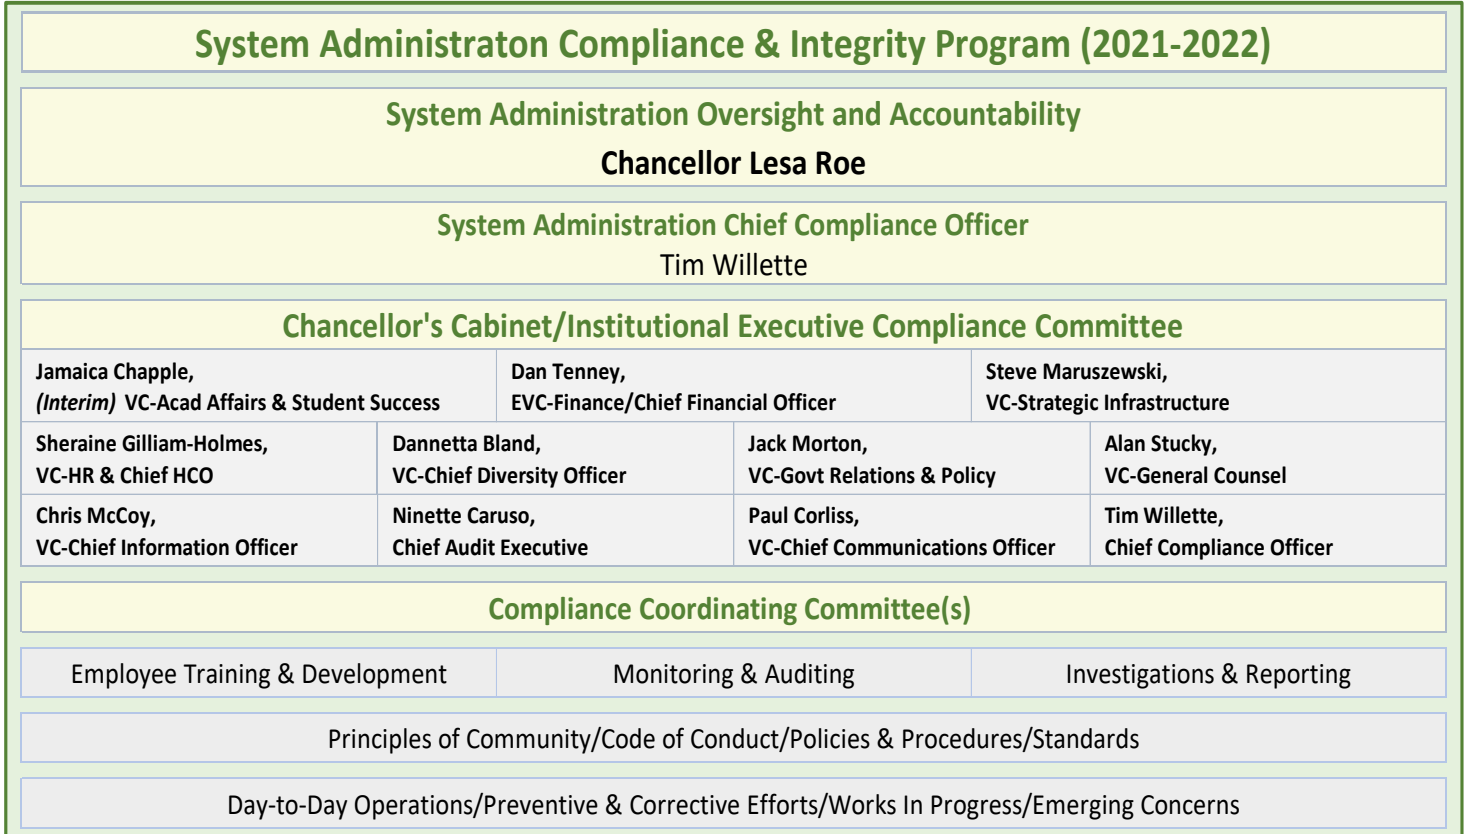 System Administraton Compliance & Integrity Program (2021-2022)
System Administration Oversight and Accountability
Chancellor Lesa Roe
System Administration Chief Compliance Officer
Tim Willette
Chancellor's Cabinet/Institutional Executive Compliance Committee
Jamaica Chapple,
(Interim) VC-Acad Affairs & Student Success
Dan Tenney,
EVC-Finance/Chief Financial Officer
Steve Maruszewski,
VC-Strategic Infrastructure
Sheraine Gilliam-Holmes,
VC-HR & Chief HCO
Dannetta Bland,
VC-Chief Diversity Officer
Jack Morton,
VC-Govt Relations & Policy
Alan Stucky,
VC-General Counsel
Chris McCoy,
VC-Chief Information Officer
Ninette Caruso,
Chief Audit Executive
Paul Corliss,
VC-Chief Communications Officer
Tim Willette,
Chief Compliance Officer
Compliance Coordinating Committee(s)
Employee Training & Development
Monitoring & Auditing
Investigations & Reporting
Principles of Community/Code of Conduct/Policies & Procedures/Standards
Day-to-Day Operations/Preventive & Corrective Efforts/Works In Progress/Emerging Concerns